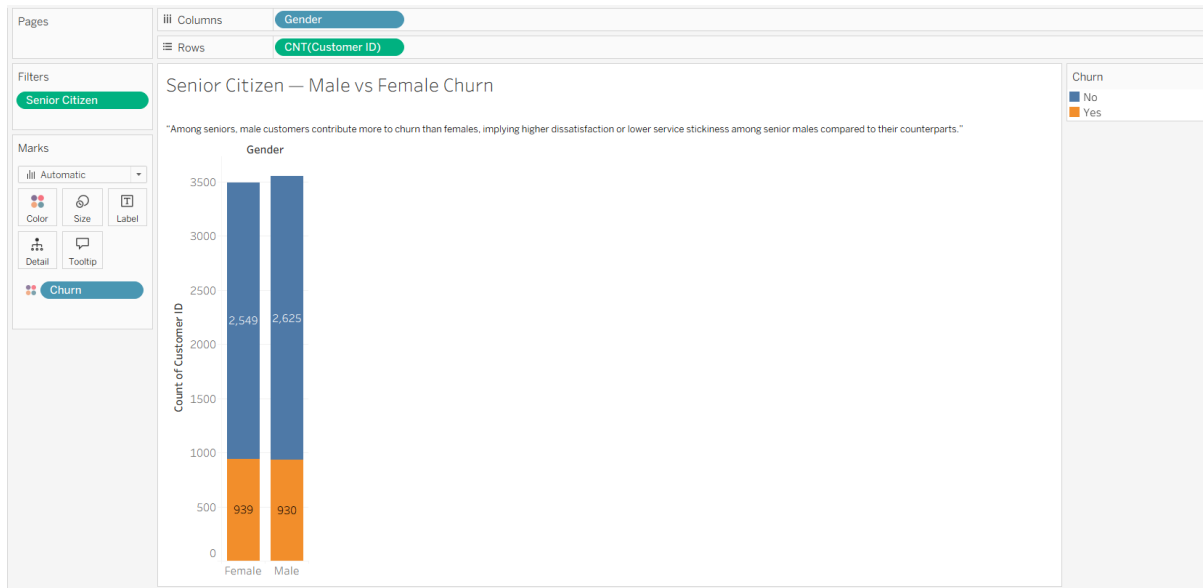 Pages
Columns
Gender
Rows
CNT(Customer ID)
Filters
Senior Citizen
Marks
Automatic
Color
Size
Label
Detail
Tooltip
Churn
Senior Citizen — Male vs Female Churn
"Among seniors, male customers contribute more to churn than females, implying higher dissatisfaction or lower service stickiness among senior males compared to their counterparts."
Gender
Count of Customer ID
3500
3000
2500
2000
1500
1000
500
0
2,549
2,625
939
930
Female
Male
Churn
No
Yes